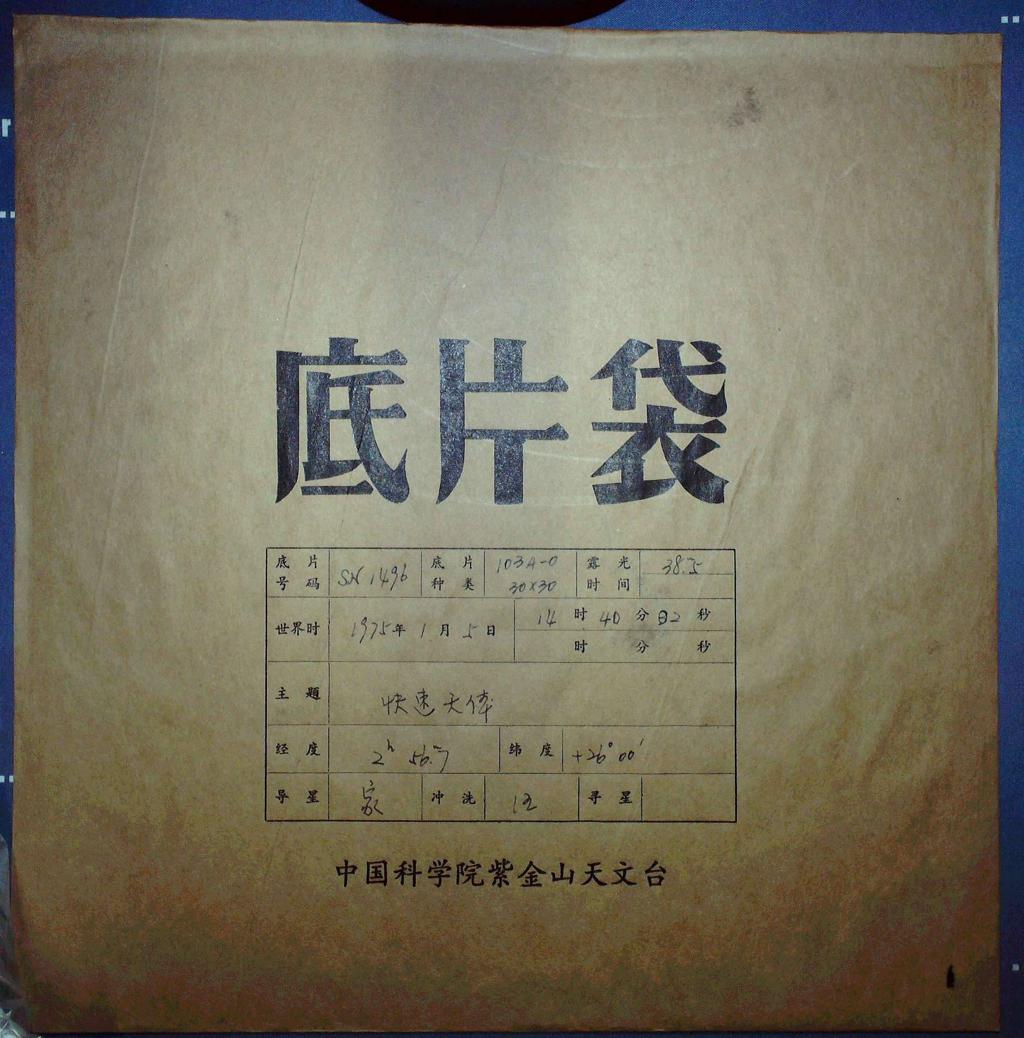 底片袋
底片号码 SN 1496 底片种类 103A-0 30×30 露光时间 38.5
世界时 1975年 1月 5日 14时 40分 02秒
时 分 秒
主题 快速天体
经度 2h 56.7 纬度 +26°00′
导星 家 冲洗 江 寻星
中国科学院紫金山天文台